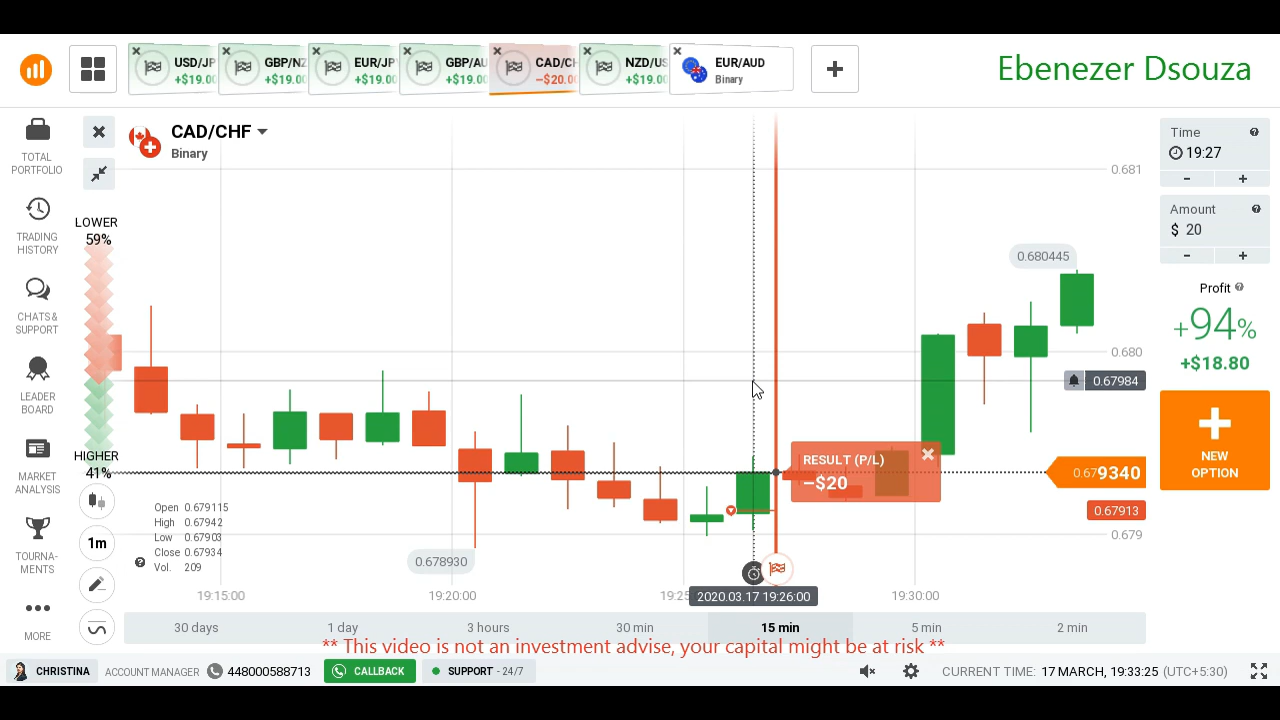 USD/JP
+$19.0
GBP/NZ
+$19.0
EUR/JP
+$19.0
GBP/AU
+$19.0
CAD/CH
−$20.
NZD/US
+$19.0
EUR/AUD
Binary
Ebenezer Dsouza
TOTAL
PORTFOLIO
TRADING
HISTORY
CHATS &
SUPPORT
LEADER
BOARD
MARKET
ANALYSIS
TOURNA-
MENTS
MORE
CAD/CHF
Binary
LOWER
59%
HIGHER
41%
1m
Open 0.679115
High 0.67942
Low 0.67903
Close 0.67934
Vol. 209
0.678930
0.680445
RESULT (P/L)
−$20
0.681
0.680
0.67984
0.679340
0.67913
0.679
19:15:00
19:20:00
19:25
2020.03.17 19:26:00
19:30:00
30 days
1 day
3 hours
30 min
15 min
5 min
2 min
Time
19:27
- +
Amount
$ 20
- +
Profit
+94%
+$18.80
NEW
OPTION
** This video is not an investment advise, your capital might be at risk **
CHRISTINA ACCOUNT MANAGER 448000588713 CALLBACK SUPPORT - 24/7 CURRENT TIME: 17 MARCH, 19:33:25 (UTC+5:30)